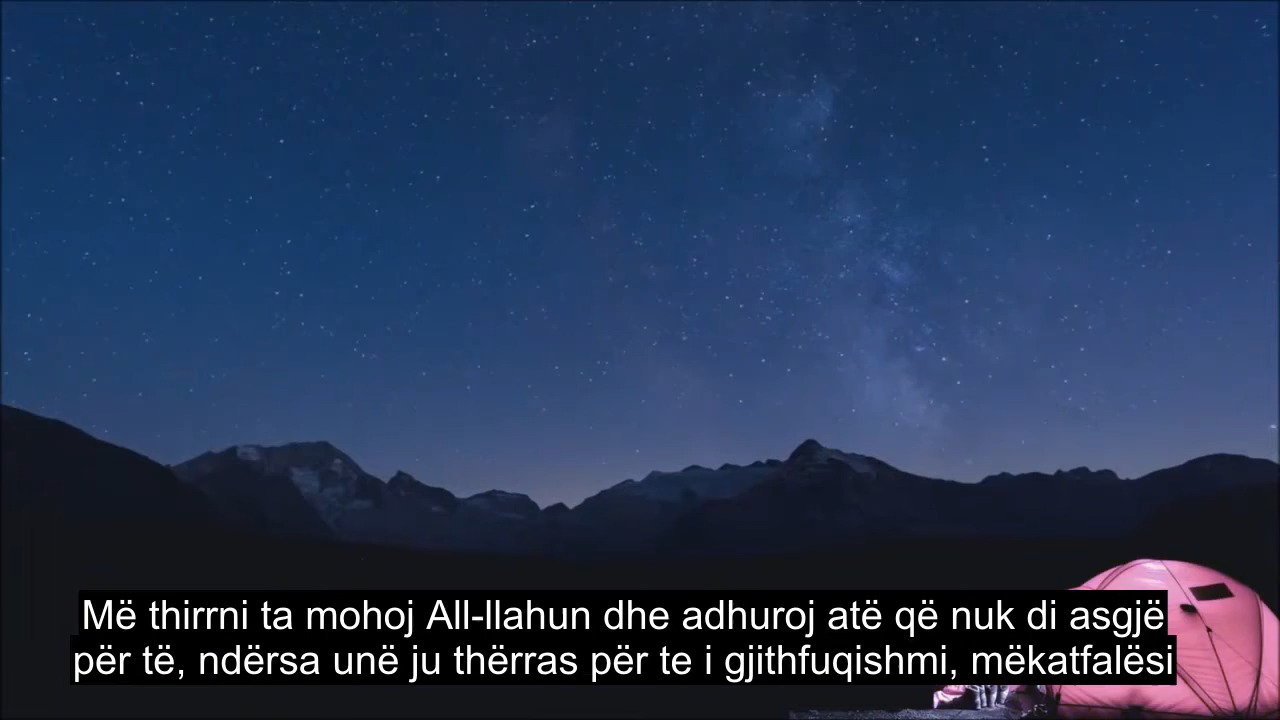 Më thirrni ta mohoj All-llahun dhe adhuroj atë që nuk di asgjë
për të, ndërsa unë ju thërras për te i gjithfuqishmi, mëkatfalësi